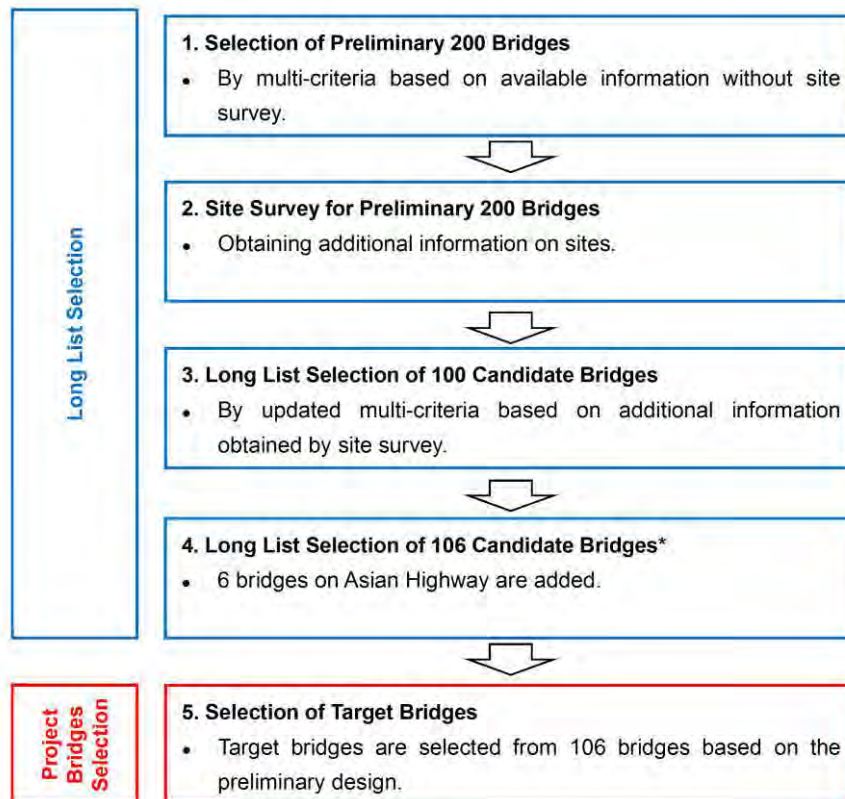 Long List Selection
1. Selection of Preliminary 200 Bridges
• By multi-criteria based on available information without site
survey.
2. Site Survey for Preliminary 200 Bridges
• Obtaining additional information on sites.
3. Long List Selection of 100 Candidate Bridges
• By updated multi-criteria based on additional information
obtained by site survey.
4. Long List Selection of 106 Candidate Bridges*
• 6 bridges on Asian Highway are added.
Project
Bridges
Selection
5. Selection of Target Bridges
• Target bridges are selected from 106 bridges based on the
preliminary design.